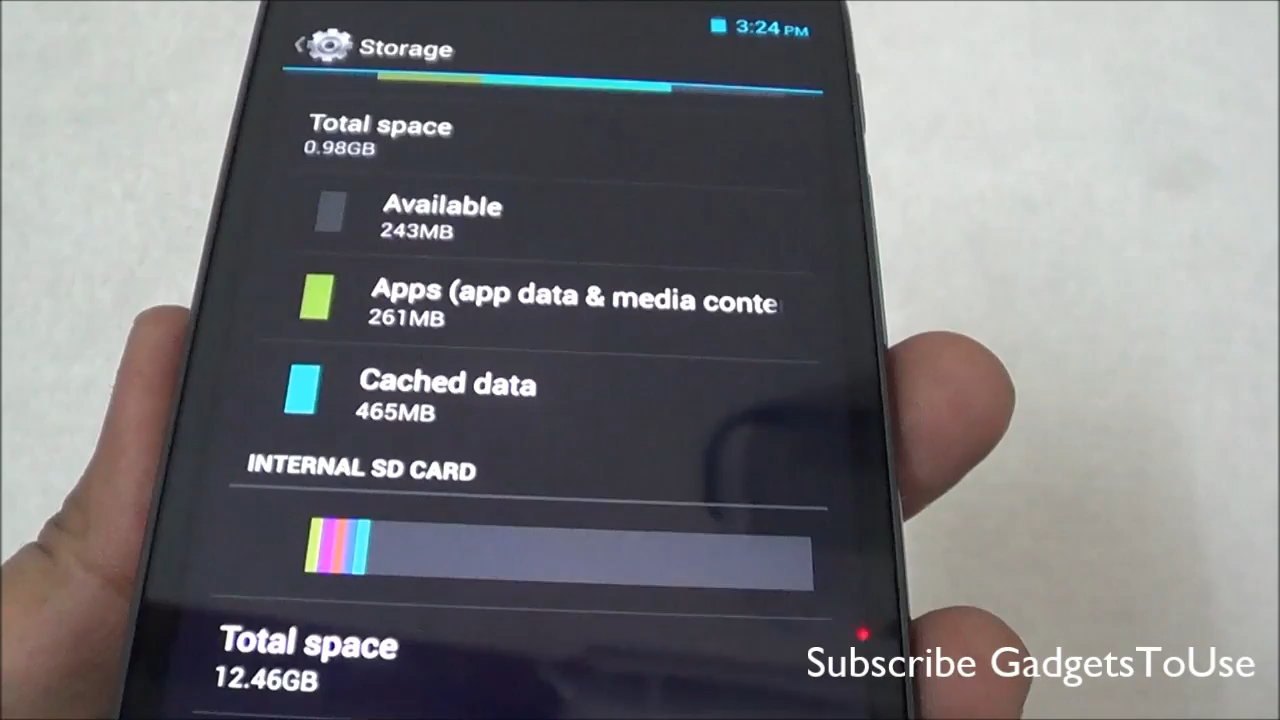 3:24 PM
Storage
Total space
0.98GB
Available
243MB
Apps (app data & media conte
261MB
Cached data
465MB
INTERNAL SD CARD
Total space
12.46GB
Subscribe GadgetsToUse